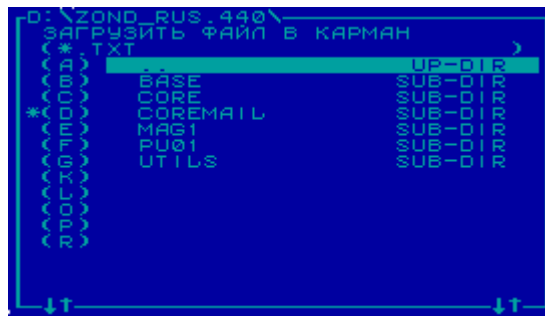 D:\ZOND_RUS.440\
ЗАГРУЗИТЬ ФАЙЛ В КАРМАН
(*.TXT )
(A) .. UP-DIR
(B) BASE SUB-DIR
(C) CORE SUB-DIR
*(D) COREMAIL SUB-DIR
(E) MAG1 SUB-DIR
(F) PU01 SUB-DIR
(G) UTILS SUB-DIR
(K)
(L)
(O)
(P)
(R)
↓↑ ↓↑